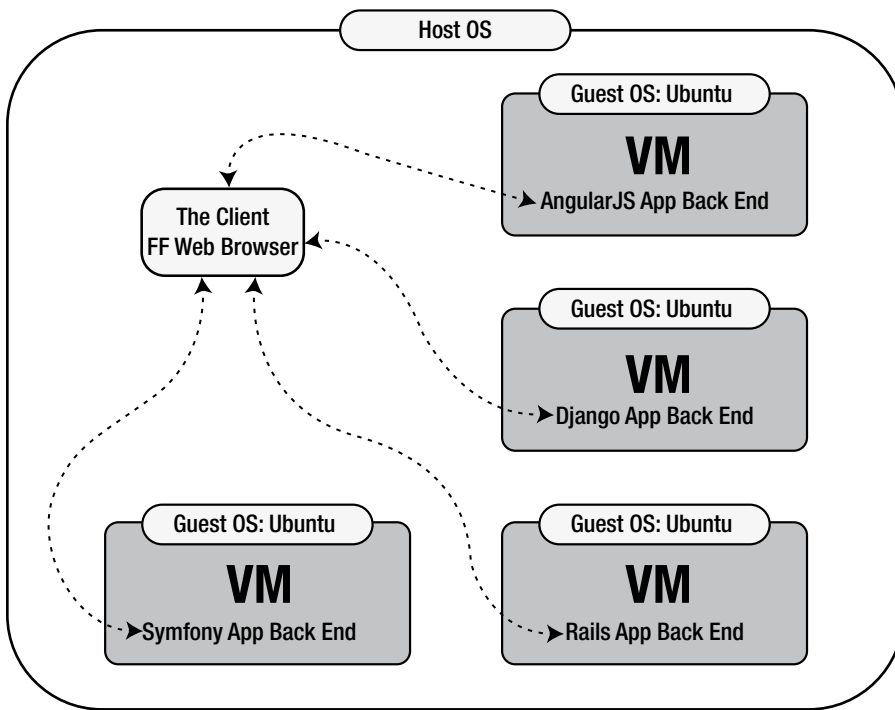 Host OS
Guest OS: Ubuntu
VM
AngularJS App Back End
The Client
FF Web Browser
Guest OS: Ubuntu
VM
Django App Back End
Guest OS: Ubuntu
VM
Symfony App Back End
Guest OS: Ubuntu
VM
Rails App Back End